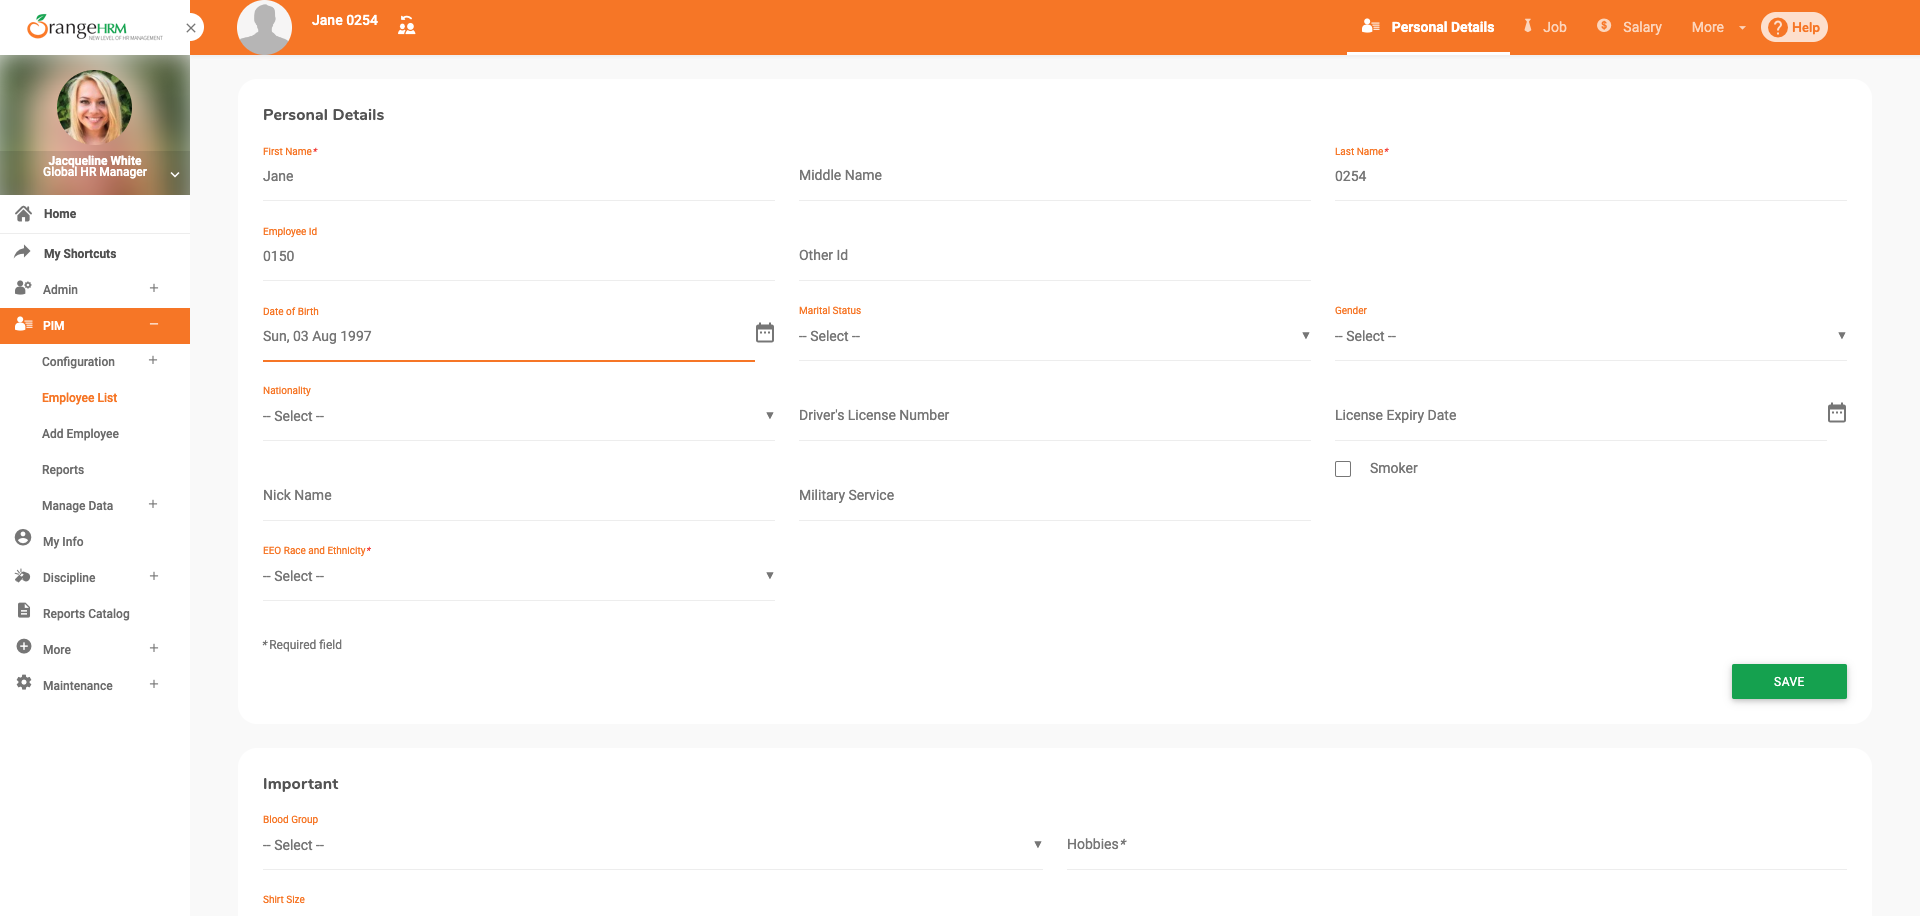 OrangeHRM
NEW LEVEL OF HR MANAGEMENT
Jane 0254
Personal Details
Job
Salary
More
Help
Jacqueline White
Global HR Manager
Home
My Shortcuts
Admin
PIM
Configuration
Employee List
Add Employee
Reports
Manage Data
My Info
Discipline
Reports Catalog
More
Maintenance
Personal Details
First Name*
Jane
Middle Name
Last Name*
0254
Employee Id
0150
Other Id
Date of Birth
Sun, 03 Aug 1997
Marital Status
-- Select --
Gender
-- Select --
Nationality
-- Select --
Driver's License Number
License Expiry Date
Nick Name
Military Service
Smoker
EEO Race and Ethnicity*
-- Select --
* Required field
SAVE
Important
Blood Group
-- Select --
Hobbies*
Shirt Size